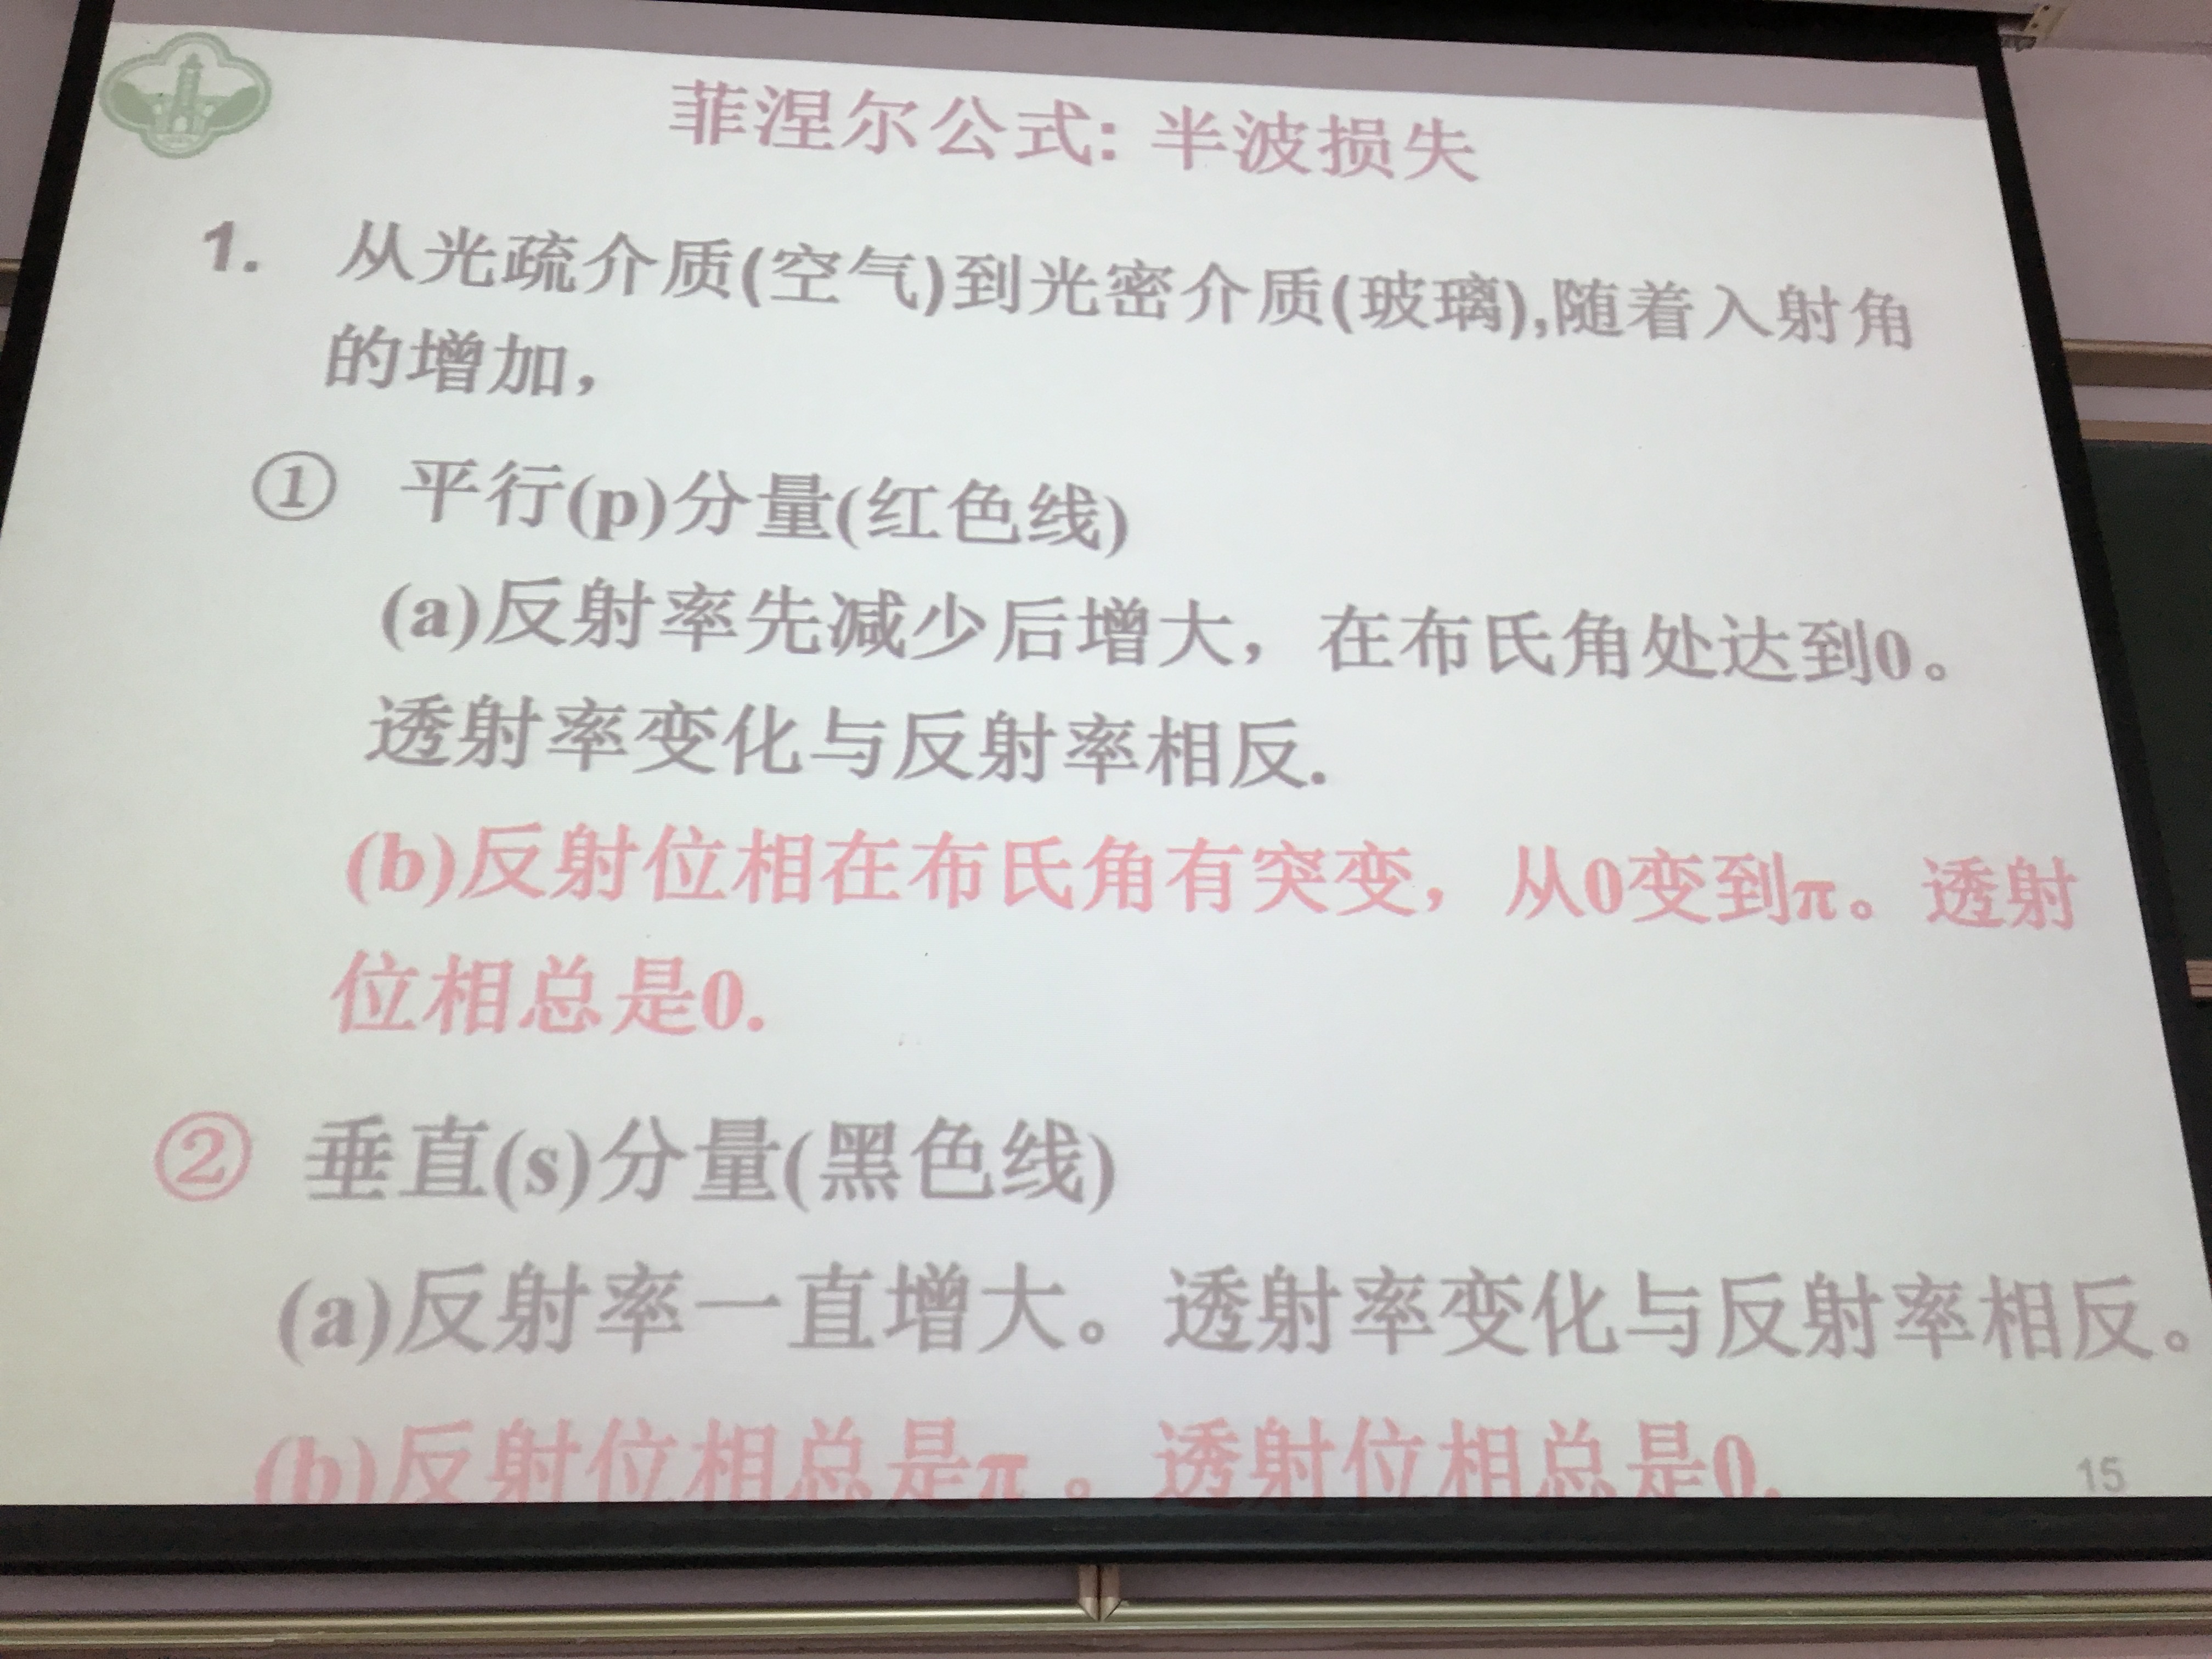 菲涅尔公式: 半波损失
1. 从光疏介质(空气)到光密介质(玻璃),随着入射角
的增加，
① 平行(p)分量(红色线)
(a)反射率先减少后增大，在布氏角处达到0。
透射率变化与反射率相反.
(b)反射位相在布氏角有突变，从0变到π。透射
位相总是0.
② 垂直(s)分量(黑色线)
(a)反射率一直增大。透射率变化与反射率相反。
(b)反射位相总是π。透射位相总是0.
15